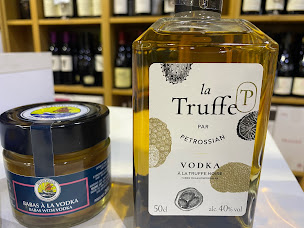 BABAS À LA VODKA
BABAS WITH VODKA
la
Truffe
P
PAR
PETROSSIAN
VODKA
À LA TRUFFE NOIRE
50cl alc 40% vol